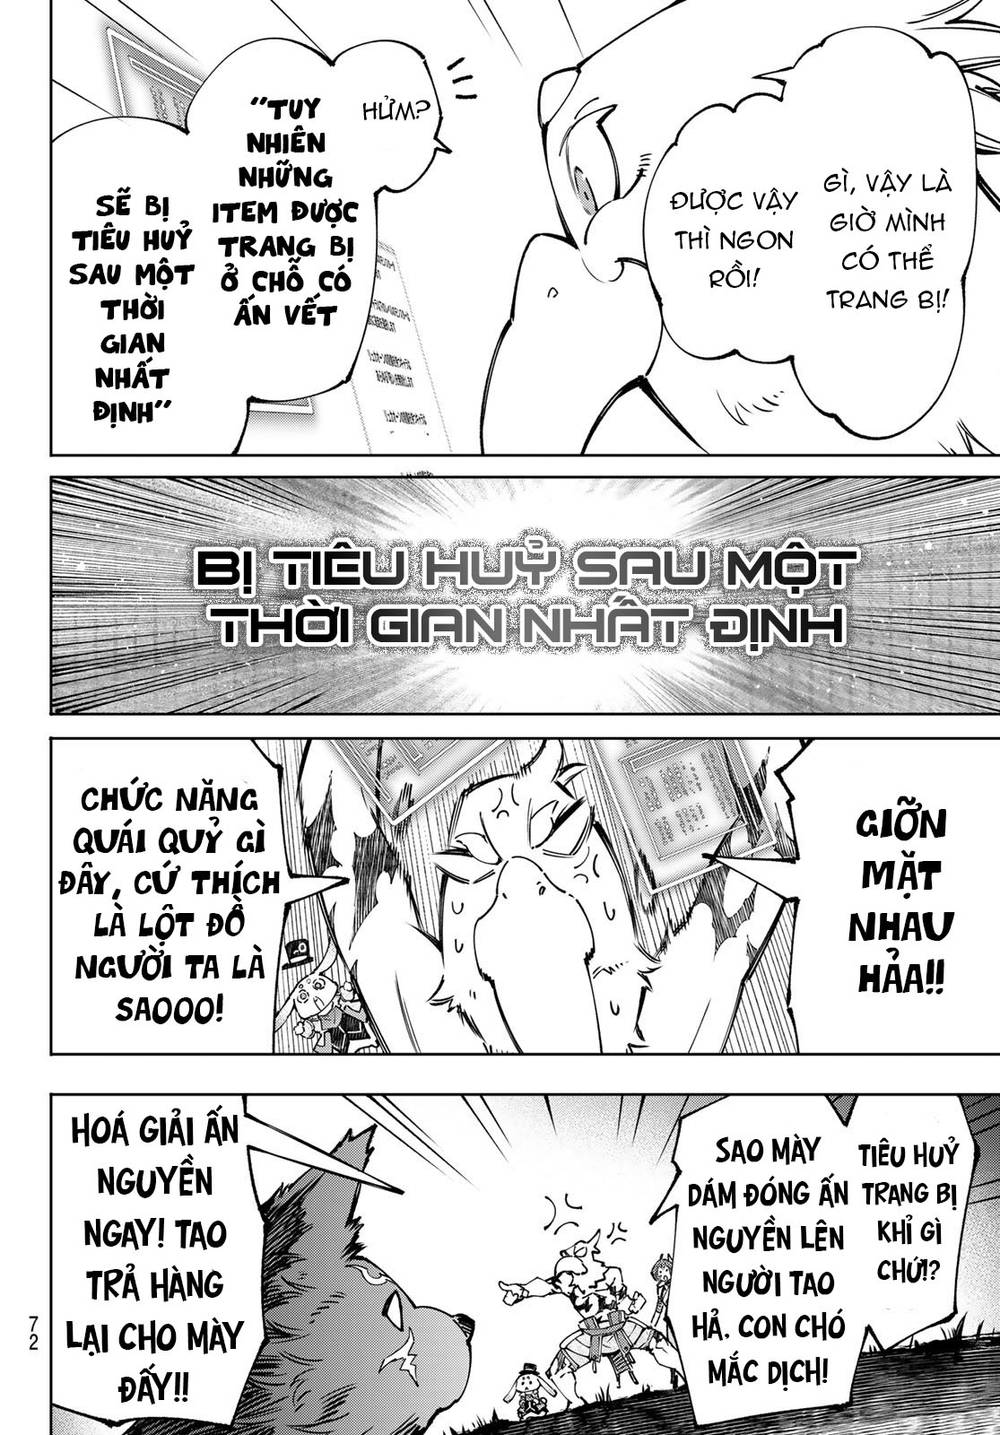 GÌ, VẬY LÀ
GIỜ MÌNH
CÓ THỂ
TRANG BỊ!
ĐƯỢC VẬY
THÌ NGON
RỒI!
HỬM?
"TUY
NHIÊN
NHỮNG
ITEM ĐƯỢC
TRANG BỊ
Ở CHỖ CÓ
ẤN VẾT
SẼ BỊ
TIÊU HUỶ
SAU MỘT
THỜI
GIAN
NHẤT
ĐỊNH"
BỊ TIÊU HUỶ SAU MỘT
THỜI GIAN NHẤT ĐỊNH
GIỠN
MẶT
NHAU
HẢA!!
CHỨC NĂNG
QUÁI QUỶ GÌ
ĐÂY, CỨ THÍCH
LÀ LỘT ĐỒ
NGƯỜI TA LÀ
SAOOO!
TIÊU HUỶ
TRANG BỊ
KHỈ GÌ
CHỨ!?
SAO MÀY
DÁM ĐÓNG ẤN
NGUYỀN LÊN
NGƯỜI TAO
HẢ. CON CHÓ
MẮC DỊCH!
HOÁ GIẢI ẤN
NGUYỀN
NGAY! TAO
TRẢ HÀNG
LẠI CHO MÀY
ĐẤY!!
72